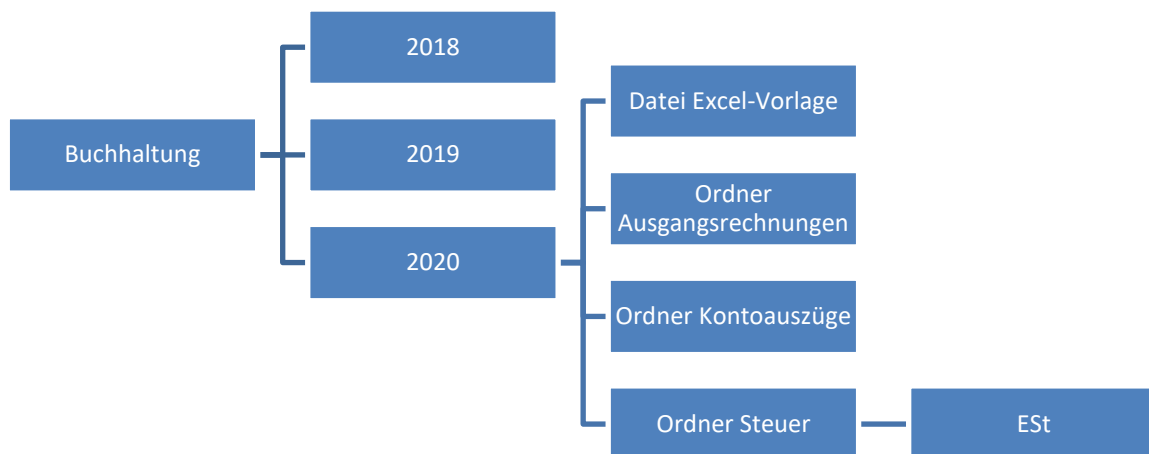 2018
Datei Excel-Vorlage
Buchhaltung
2019
Ordner
Ausgangsrechnungen
2020
Ordner Kontoauszüge
Ordner Steuer
ESt